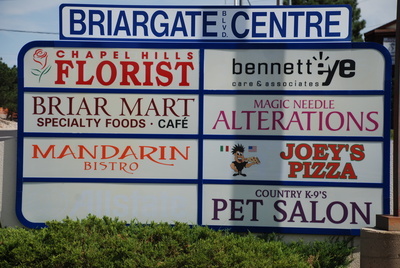 BRIARGATE BLVD. CENTRE
CHAPEL HILLS
FLORIST
bennett eye
care & associates
BRIAR MART
SPECIALTY FOODS · CAFÉ
MAGIC NEEDLE
ALTERATIONS
MANDARIN
BISTRO
JOEY'S
PIZZA
COUNTRY K-9'S
PET SALON